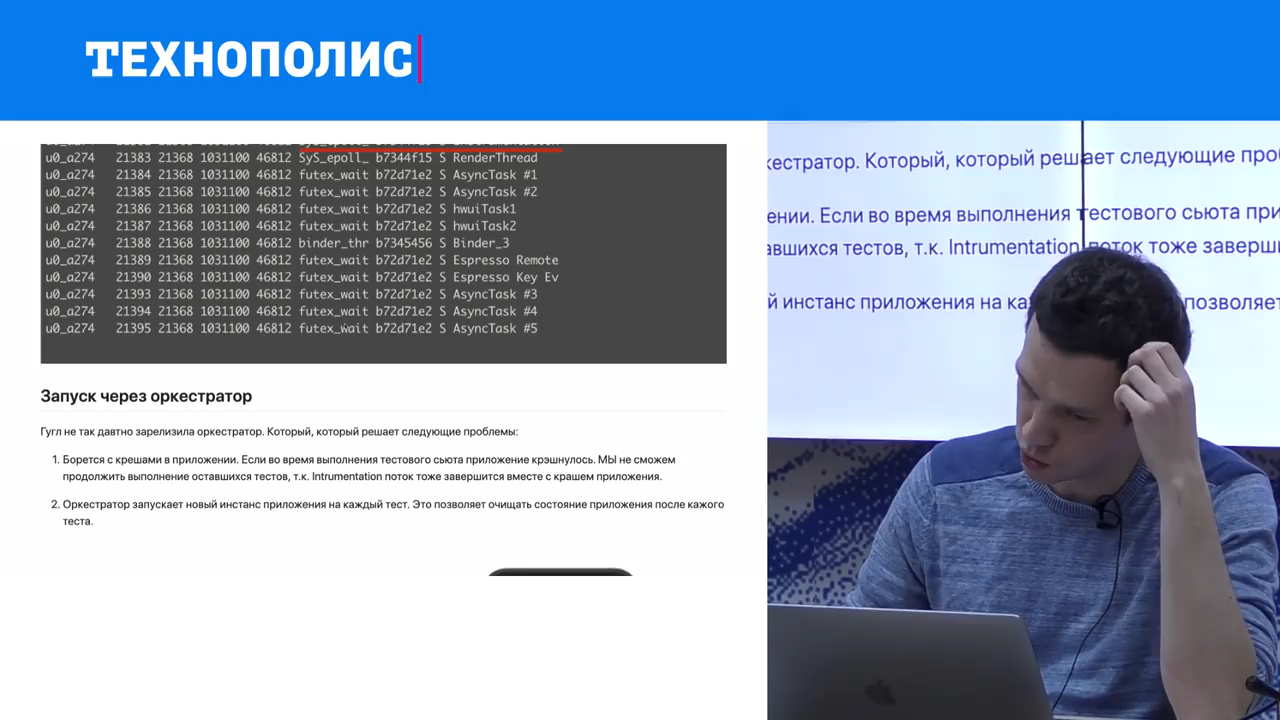 ТЕХНОПОЛИС
u0_a274 21383 21368 1031100 46812 SyS_epoll_ b7344f15 S RenderThread
u0_a274 21384 21368 1031100 46812 futex_wait b72d71e2 S AsyncTask #1
u0_a274 21385 21368 1031100 46812 futex_wait b72d71e2 S AsyncTask #2
u0_a274 21386 21368 1031100 46812 futex_wait b72d71e2 S hwuiTask1
u0_a274 21387 21368 1031100 46812 futex_wait b72d71e2 S hwuiTask2
u0_a274 21388 21368 1031100 46812 binder_thr b7345456 S Binder_3
u0_a274 21389 21368 1031100 46812 futex_wait b72d71e2 S Espresso Remote
u0_a274 21390 21368 1031100 46812 futex_wait b72d71e2 S Espresso Key Ev
u0_a274 21393 21368 1031100 46812 futex_wait b72d71e2 S AsyncTask #3
u0_a274 21394 21368 1031100 46812 futex_wait b72d71e2 S AsyncTask #4
u0_a274 21395 21368 1031100 46812 futex_wait b72d71e2 S AsyncTask #5
Запуск через оркестратор
Гугл не так давтно зарелизила оркестратор. Который, который решает следующие проблемы:
1. Борется с крешами в приложении. Если во время выполнения тестового сьюта приложение крэшнулось. МЫ не сможем
продолжить выполнение оставшихся тестов, т.к. Intrumentation поток тоже завершится вместе с крашем приложения.
2. Оркестратор запускает новый инстанс приложения на каждый тест. Это позволяет очищать состояние приложения после кажого
теста.
кестратор. Который, который решает следующие про
ении. Если во время выполнения тестового сьюта при
авшихся тестов, т.к. Intrumentation поток тоже заверши
й инстанс приложения на ка позволяет